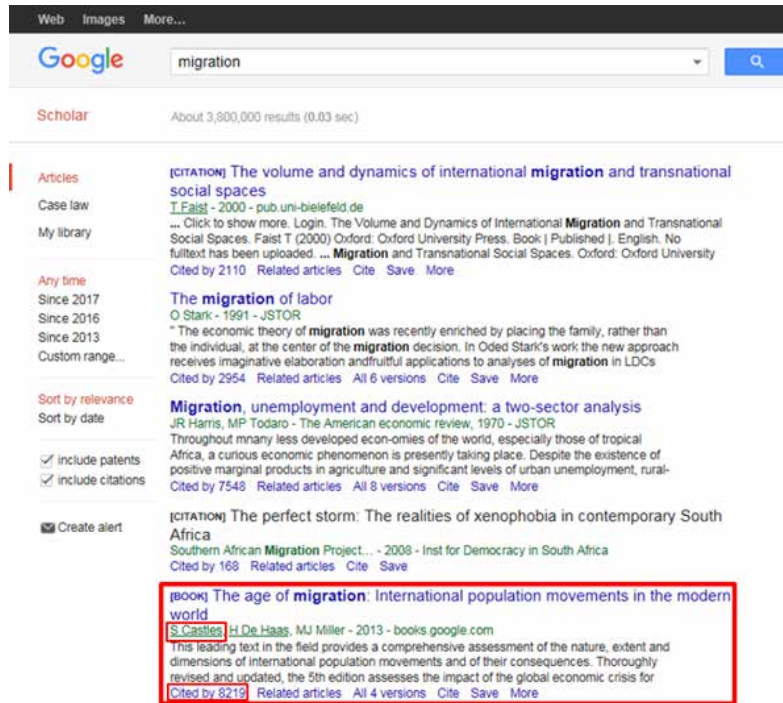 Web Images More...
Google
migration
Scholar
About 3,800,000 results (0.03 sec)
Articles
Case law
My library
Any time
Since 2017
Since 2016
Since 2013
Custom range...
Sort by relevance
Sort by date
include patents
include citations
Create alert
[CITATION] The volume and dynamics of international migration and transnational
social spaces
T Faist - 2000 - pub.uni-bielefeld.de
... Click to show more. Login. The Volume and Dynamics of International Migration and Transnational
Social Spaces. Faist T (2000) Oxford: Oxford University Press. Book | Published |. English. No
fulltext has been uploaded. ... Migration and Transnational Social Spaces. Oxford: Oxford University
Cited by 2110 Related articles Cite Save More
The migration of labor
O Stark - 1991 - JSTOR
" The economic theory of migration was recently enriched by placing the family, rather than
the individual, at the center of the migration decision. In Oded Stark's work the new approach
receives imaginative elaboration andfruitful applications to analyses of migration in LDCs
Cited by 2954 Related articles All 6 versions Cite Save More
Migration, unemployment and development: a two-sector analysis
JR Harris, MP Todaro - The American economic review, 1970 - JSTOR
Throughout mnany less developed econ-omies of the world, especially those of tropical
Africa, a curious economic phenomenon is presently taking place. Despite the existence of
positive marginal products in agriculture and significant levels of urban unemployment, rural-
Cited by 7548 Related articles All 8 versions Cite Save More
[CITATION] The perfect storm: The realities of xenophobia in contemporary South
Africa
Southern African Migration Project... - 2008 - Inst for Democracy in South Africa
Cited by 168 Related articles Cite Save
[BOOK] The age of migration: International population movements in the modern
world
S Castles, H De Haas, MJ Miller - 2013 - books.google.com
This leading text in the field provides a comprehensive assessment of the nature, extent and
dimensions of international population movements and of their consequences. Thoroughly
revised and updated, the 5th edition assesses the impact of the global economic crisis for
Cited by 8219 Related articles All 4 versions Cite Save More